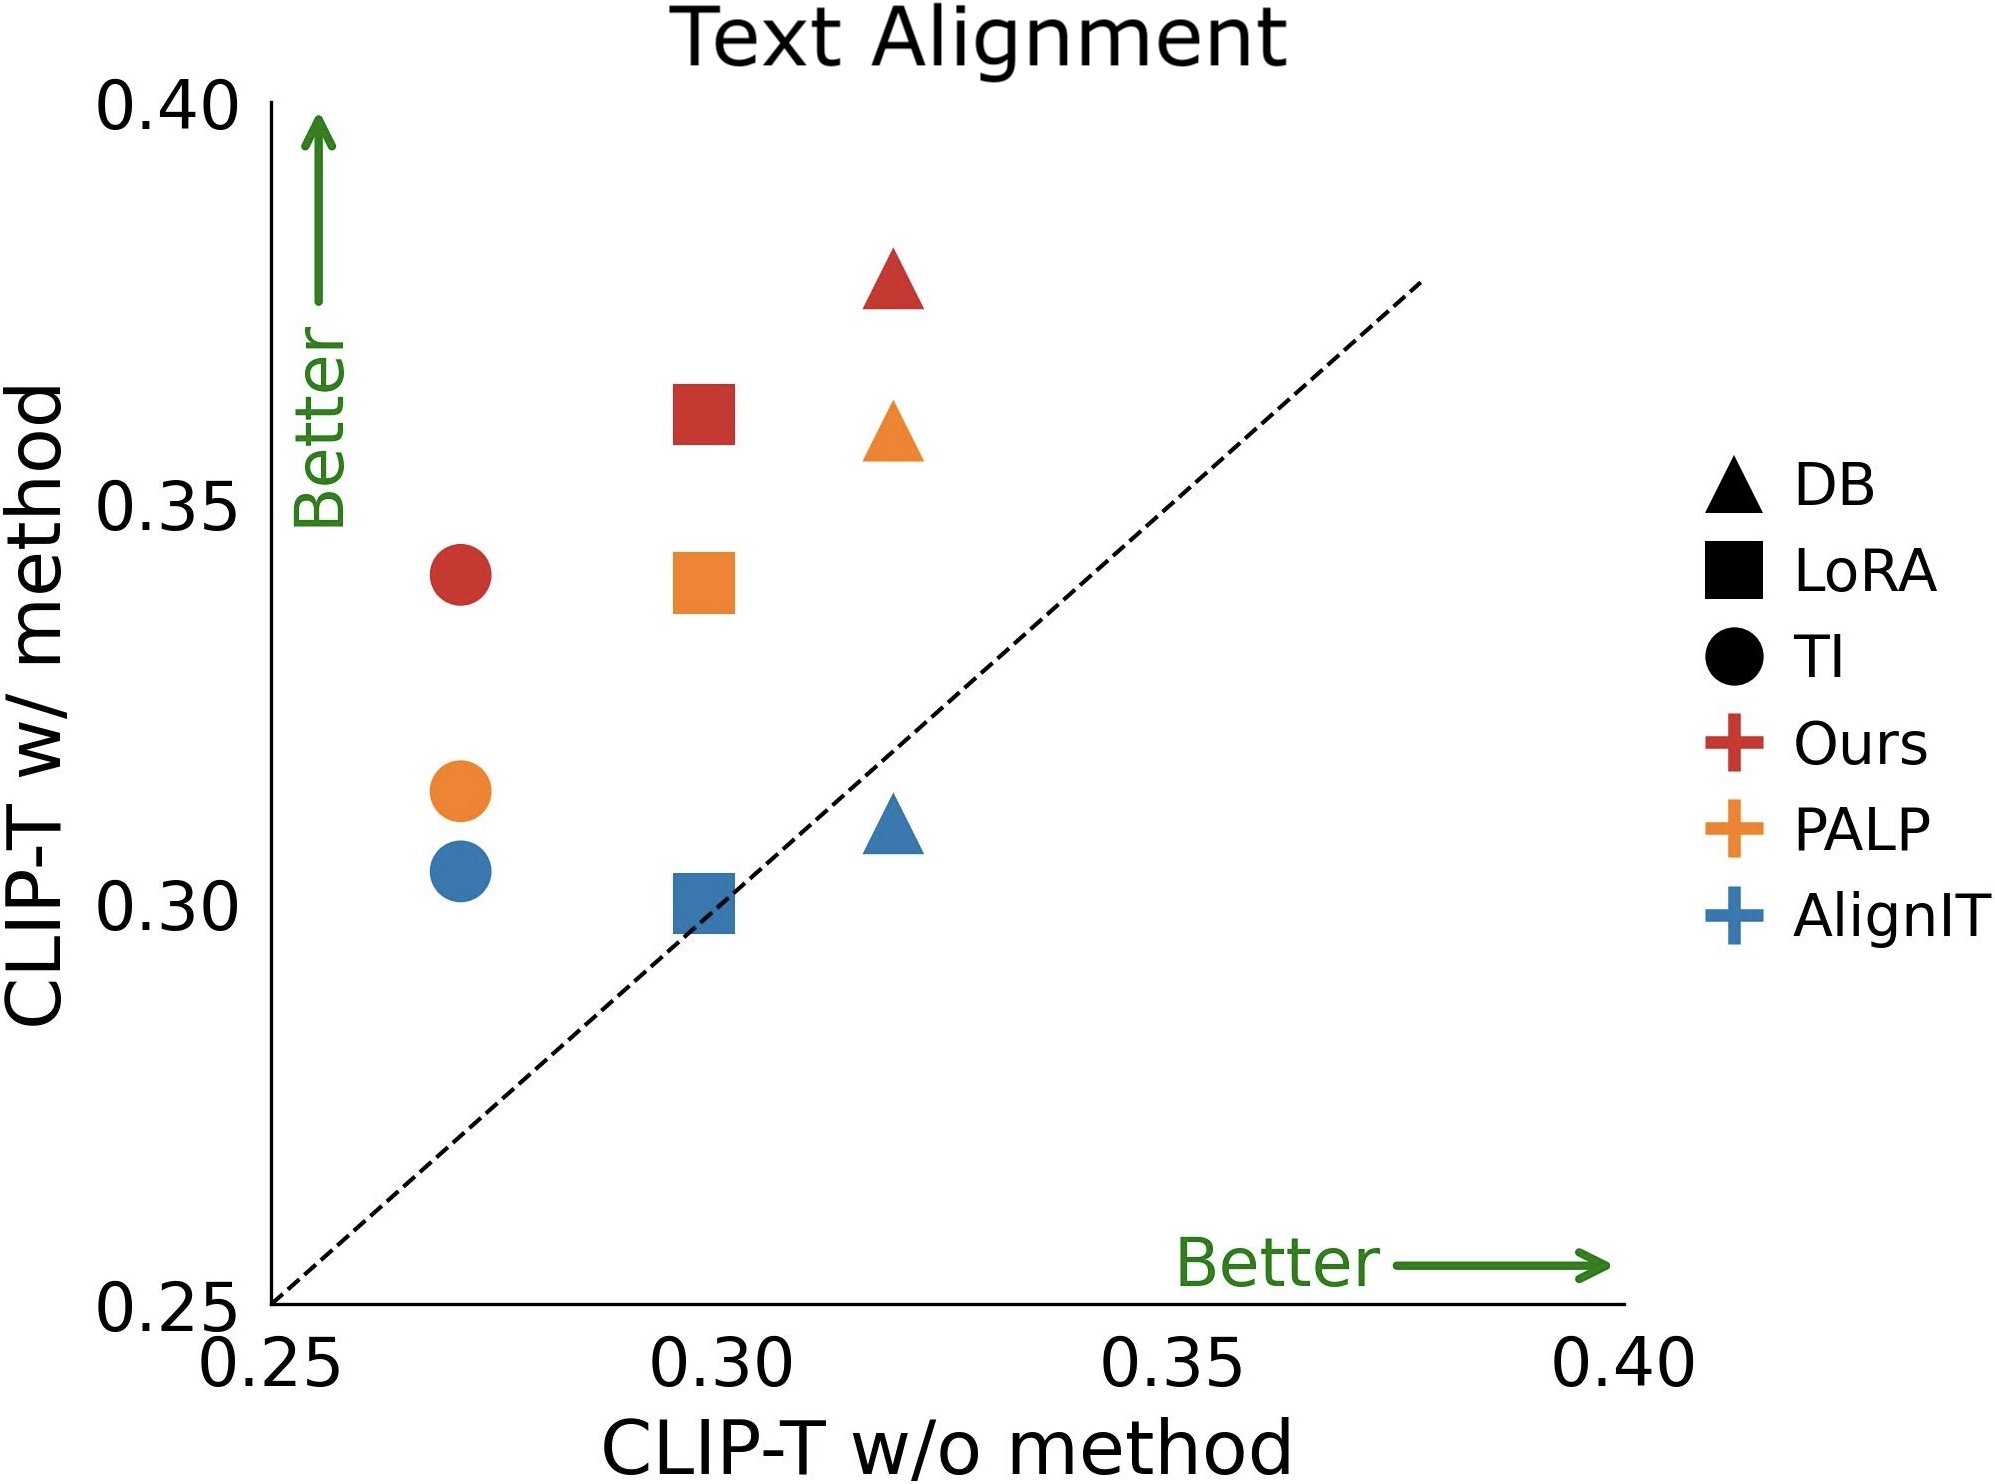 Text Alignment
0.40
0.35
0.30
0.25
CLIP-T w/ method
Better
Better
0.25 0.30 0.35 0.40
CLIP-T w/o method
DB
LoRA
TI
Ours
PALP
AlignIT